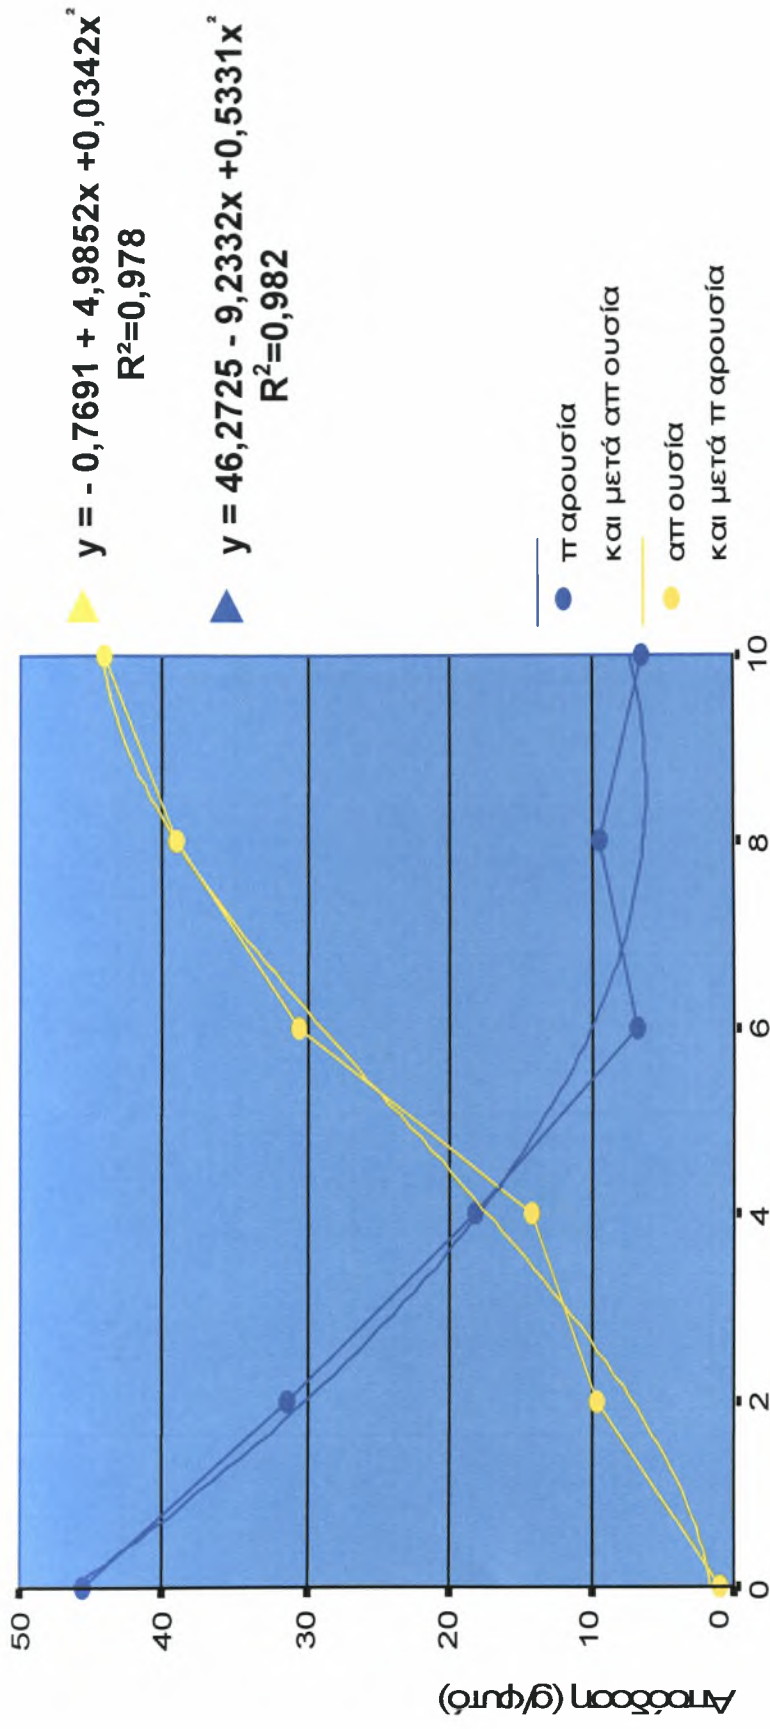 y = - 0,7691 + 4,9852x +0,0342x²
R²=0,978
y = 46,2725 - 9,2332x +0,5331x²
R²=0,982
50
40
30
20
10
0
Απόδοση (g/φυτό)
0 2 4 6 8 10
παρουσία
και μετά απουσία
απουσία
και μετά παρουσία